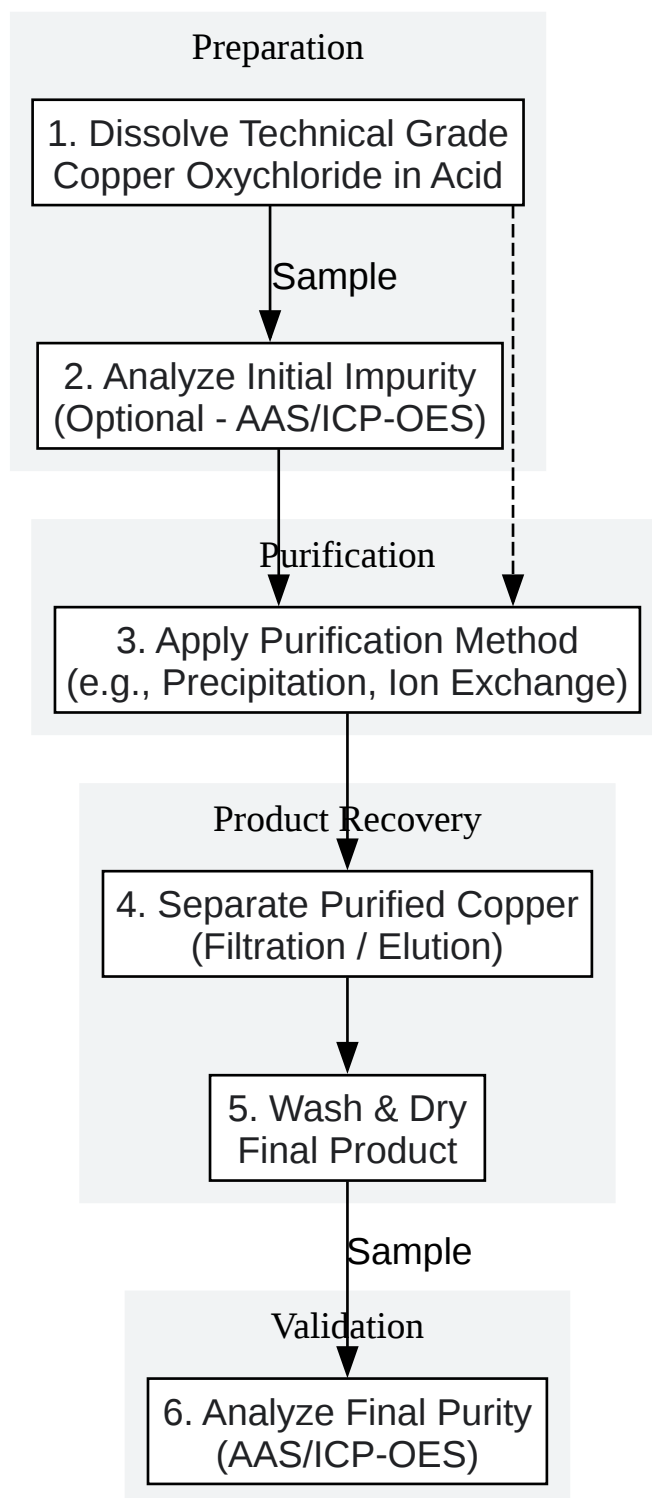 Preparation
1. Dissolve Technical Grade
Copper Oxychloride in Acid
Sample
2. Analyze Initial Impurity
(Optional - AAS/ICP-OES)
Purification
3. Apply Purification Method
(e.g., Precipitation, Ion Exchange)
Product Recovery
4. Separate Purified Copper
(Filtration / Elution)
5. Wash & Dry
Final Product
Sample
Validation
6. Analyze Final Purity
(AAS/ICP-OES)